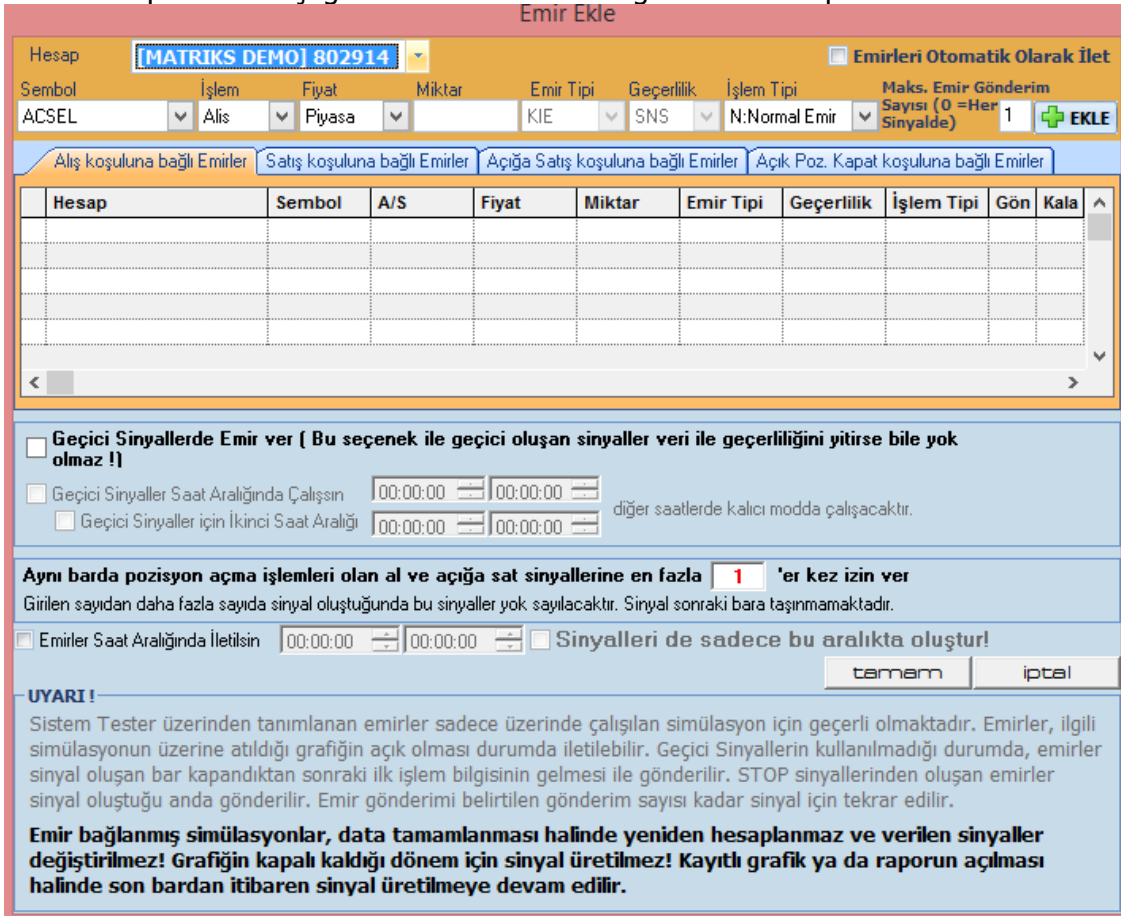 Emir Ekle
Hesap [MATRIKS DEMO] 802914 Emirleri Otomatik Olarak İlet
Sembol İşlem Fiyat Miktar Emir Tipi Geçerlilik İşlem Tipi Maks. Emir Gönderim
Sayısı (0 =Her
Sinyalde)
ACSEL Alis Piyasa KIE SNS N:Normal Emir 1 EKLE
Alış koşuluna bağlı Emirler Satış koşuluna bağlı Emirler Açığa Satış koşuluna bağlı Emirler Açık Poz. Kapat koşuluna bağlı Emirler
Hesap Sembol A/S Fiyat Miktar Emir Tipi Geçerlilik İşlem Tipi Gön Kala
Geçici Sinyallerde Emir ver ( Bu seçenek ile geçici oluşan sinyaller veri ile geçerliliğini yitirse bile yok
olmaz !)
Geçici Sinyaller Saat Aralığında Çalışsın 00:00:00 00:00:00
diğer saatlerde kalıcı modda çalışacaktır.
Geçici Sinyaller için İkinci Saat Aralığı 00:00:00 00:00:00
Aynı barda pozisyon açma işlemleri olan al ve açığa sat sinyallerine en fazla 1 'er kez izin ver
Girilen sayıdan daha fazla sayıda sinyal oluştuğunda bu sinyaller yok sayılacaktır. Sinyal sonraki bara taşınmamaktadır.
Emirler Saat Aralığında İletilsin 00:00:00 00:00:00 Sinyalleri de sadece bu aralıkta oluştur!
tamam iptal
UYARI !
Sistem Tester üzerinden tanımlanan emirler sadece üzerinde çalışılan simülasyon için geçerli olmaktadır. Emirler, ilgili
simülasyonun üzerine atıldığı grafiğin açık olması durumda iletilebilir. Geçici Sinyallerin kullanılmadığı durumda, emirler
sinyal oluşan bar kapandıktan sonraki ilk işlem bilgisinin gelmesi ile gönderilir. STOP sinyallerinden oluşan emirler
sinyal oluştuğu anda gönderilir. Emir gönderimi belirtilen gönderim sayısı kadar sinyal için tekrar edilir.
Emir bağlanmış simülasyonlar, data tamamlanması halinde yeniden hesaplanmaz ve verilen sinyaller
değiştirilmez! Grafiğin kapalı kaldığı dönem için sinyal üretilmez! Kayıtlı grafik ya da raporun açılması
halinde son bardan itibaren sinyal üretilmeye devam edilir.